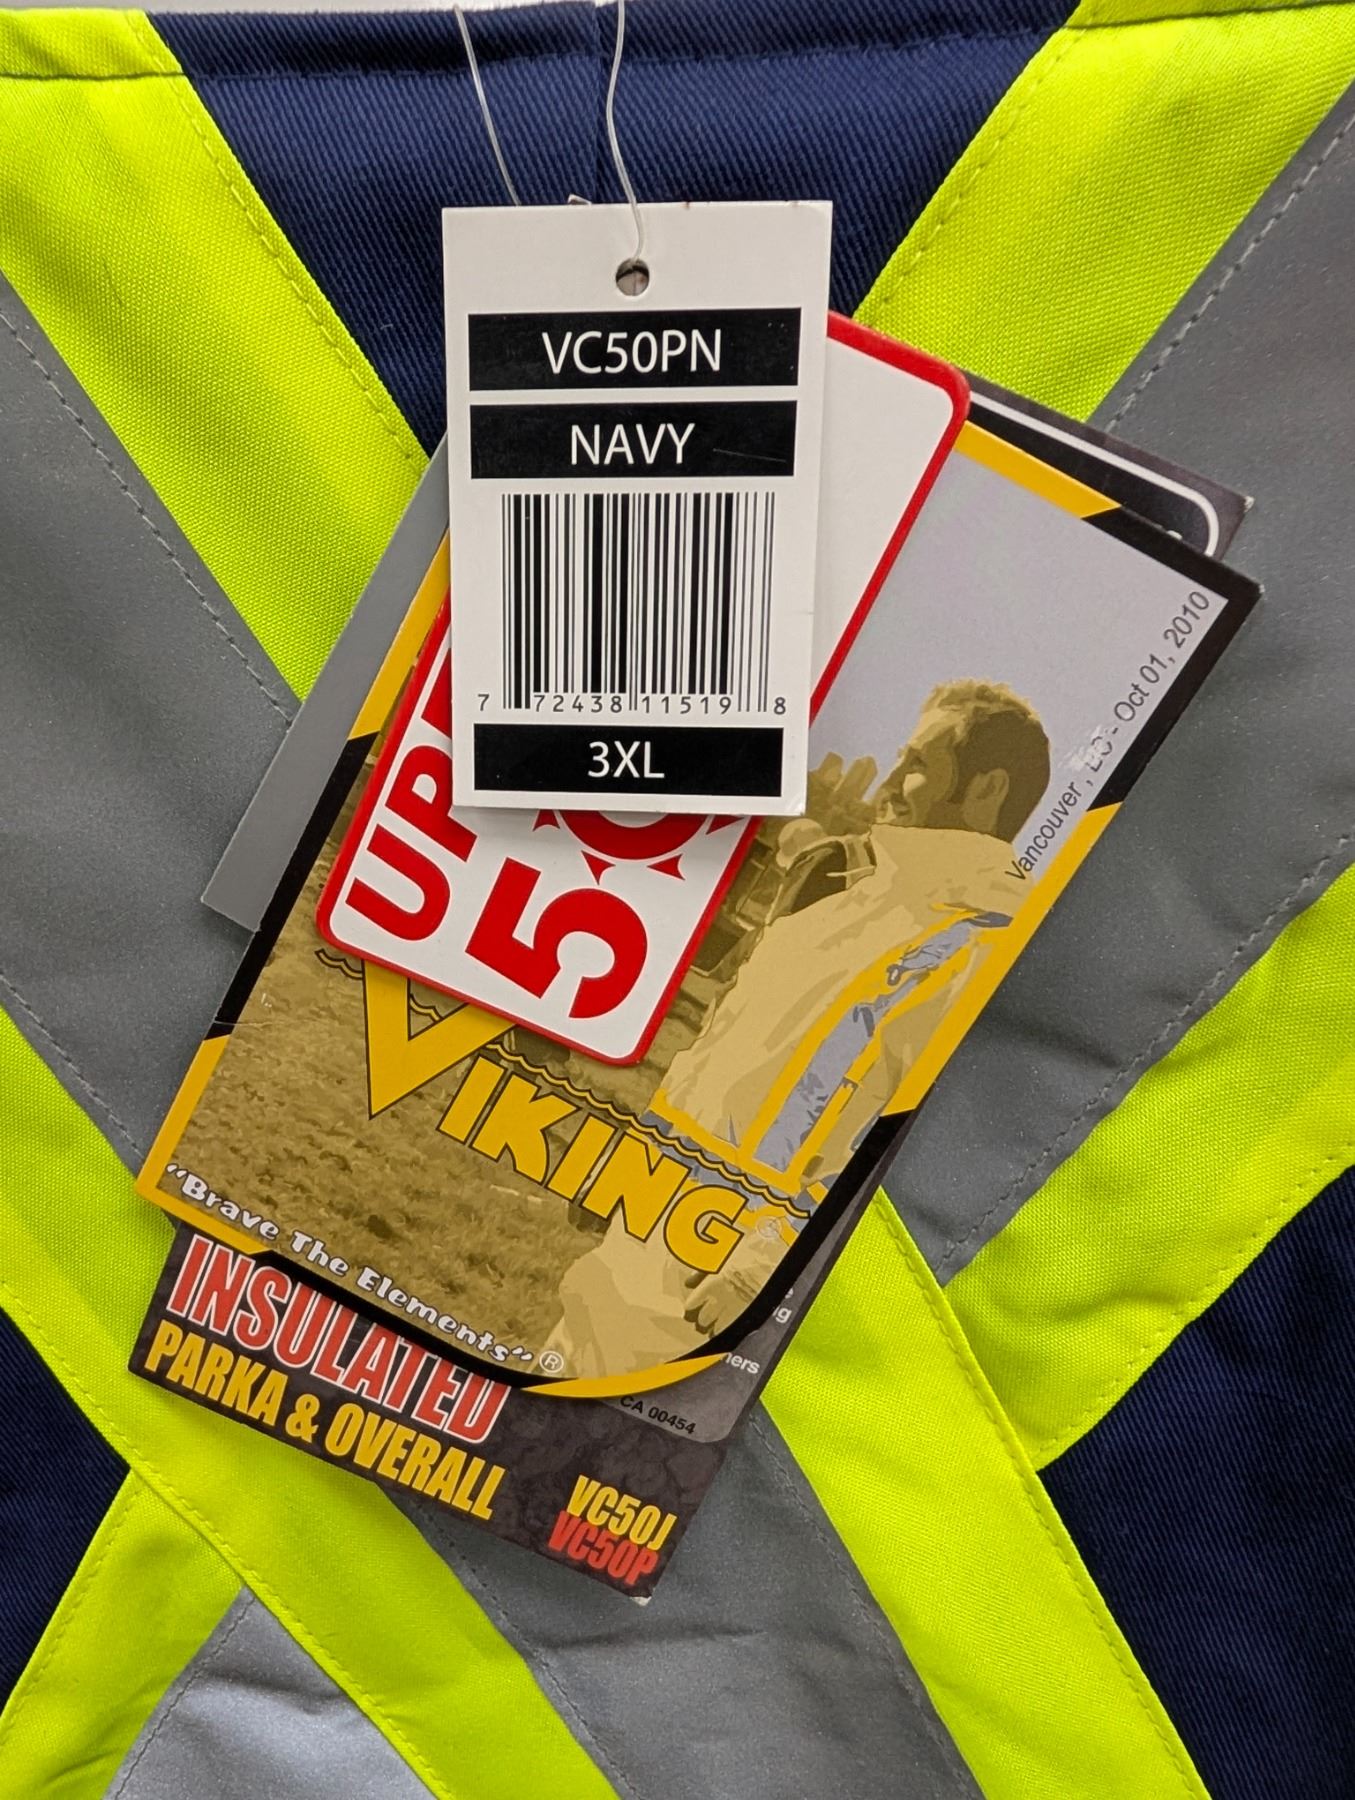 VC50PN
NAVY
7 72438 11519 8
3XL
50
Vancouver , BC - Oct 01, 2010
VIKING®
"Brave The Elements"®
INSULATED
PARKA & OVERALL
CA 00454
VC50J
VC50P